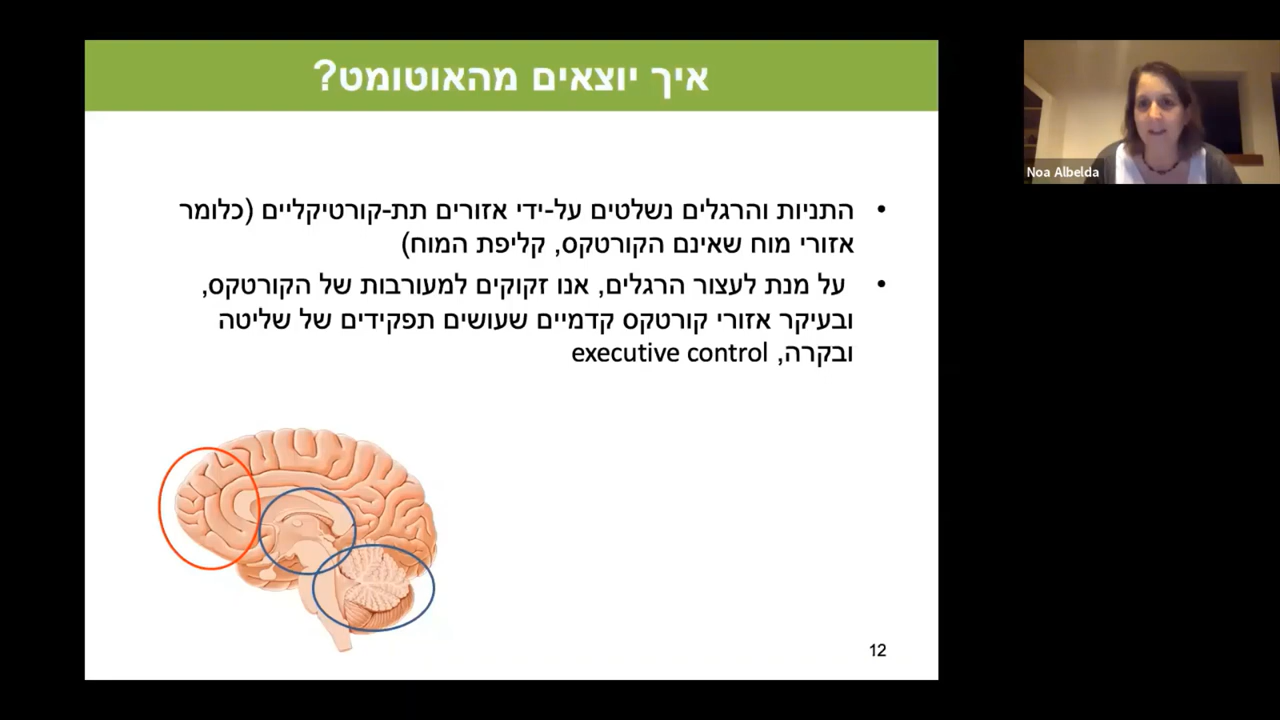 איך יוצאים מהאוטומט?
• התניות והרגלים נשלטים על-ידי אזורים תת-קורטיקליים (כלומר
אזורי מוח שאינם הקורטקס, קליפת המוח)
• על מנת לעצור הרגלים, אנו זקוקים למעורבות של הקורטקס,
ובעיקר אזורי קורטקס קדמיים שעושים תפקידים של שליטה
ובקרה, executive control
12
Noa Albelda